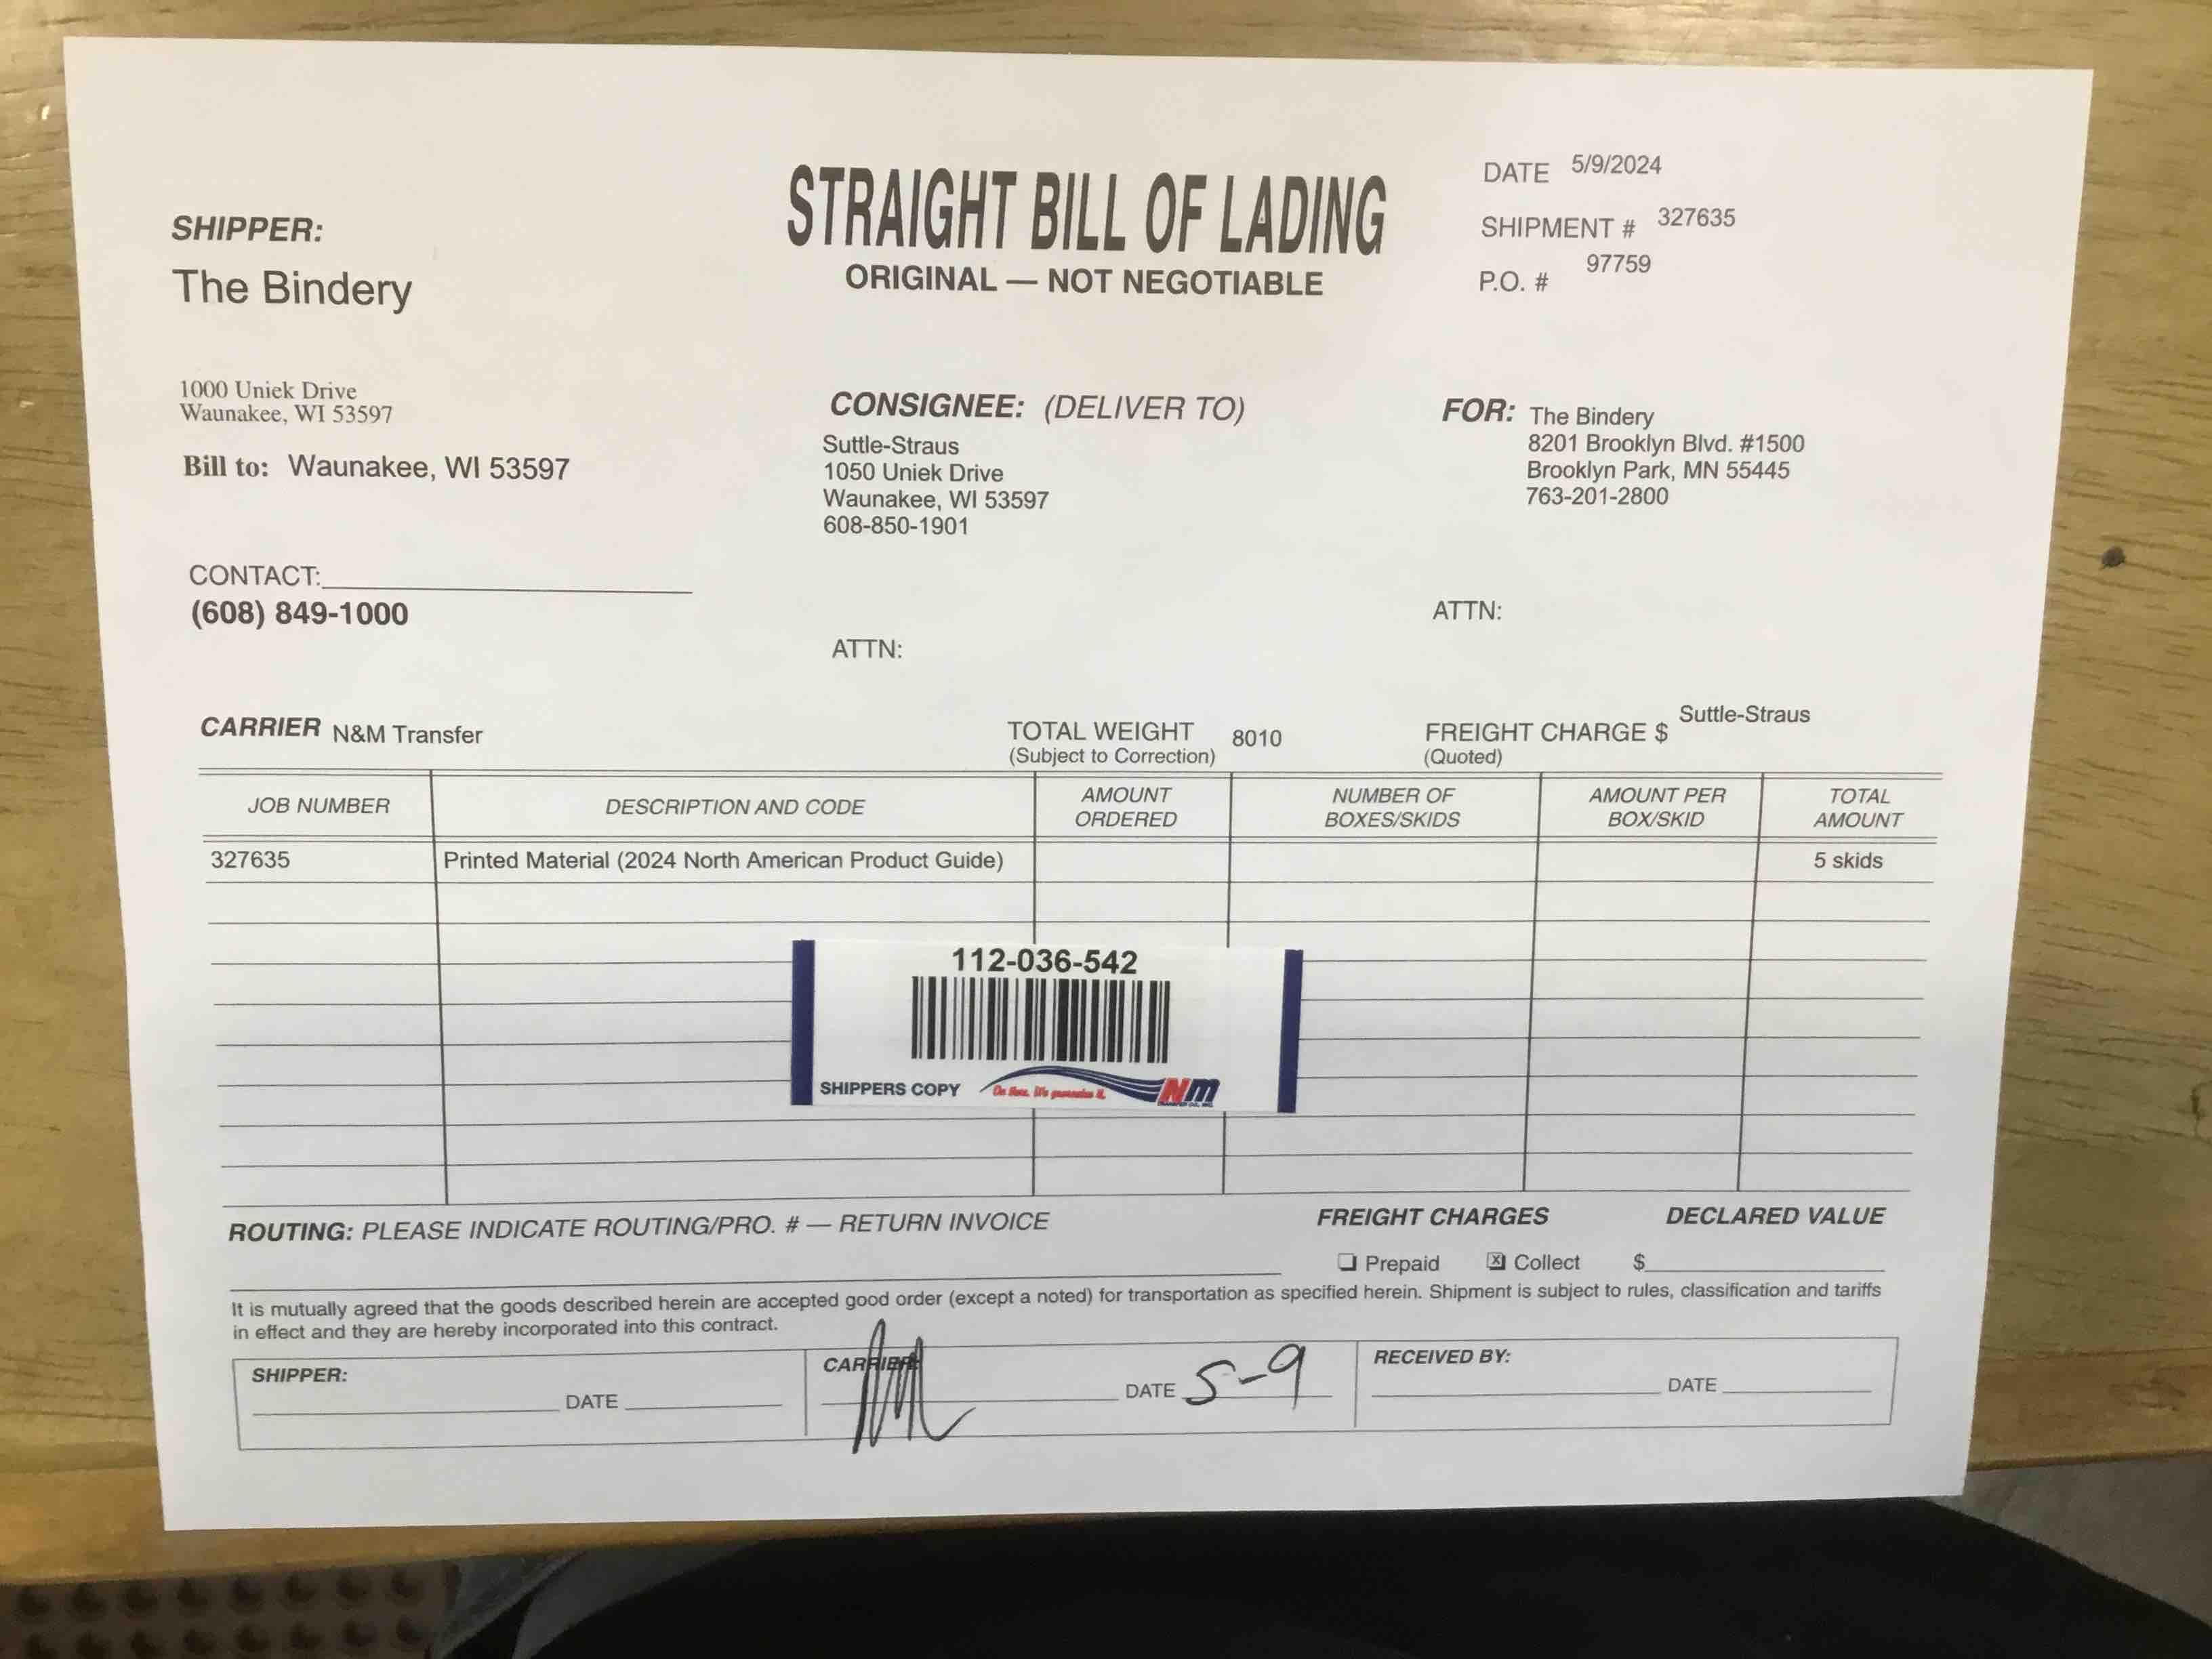 STRAIGHT BILL OF LADING
ORIGINAL — NOT NEGOTIABLE
DATE 5/9/2024
SHIPMENT # 327635
P.O. # 97759
SHIPPER:
The Bindery
1000 Uniek Drive
Waunakee, WI 53597
Bill to: Waunakee, WI 53597
CONTACT:
(608) 849-1000
CONSIGNEE: (DELIVER TO)
Suttle-Straus
1050 Uniek Drive
Waunakee, WI 53597
608-850-1901
ATTN:
FOR: The Bindery
8201 Brooklyn Blvd. #1500
Brooklyn Park, MN 55445
763-201-2800
ATTN:
CARRIER N&M Transfer
TOTAL WEIGHT 8010
(Subject to Correction)
FREIGHT CHARGE $ Suttle-Straus
(Quoted)
JOB NUMBER DESCRIPTION AND CODE AMOUNT ORDERED NUMBER OF BOXES/SKIDS AMOUNT PER BOX/SKID TOTAL AMOUNT
327635 Printed Material (2024 North American Product Guide) 5 skids
112-036-542
SHIPPERS COPY On time. We guarantee it. NM
ROUTING: PLEASE INDICATE ROUTING/PRO. # — RETURN INVOICE
FREIGHT CHARGES DECLARED VALUE
Prepaid Collect $
It is mutually agreed that the goods described herein are accepted good order (except a noted) for transportation as specified herein. Shipment is subject to rules, classification and tariffs
in effect and they are hereby incorporated into this contract.
SHIPPER:
DATE
CARRIER:
DATE 5-9
RECEIVED BY:
DATE